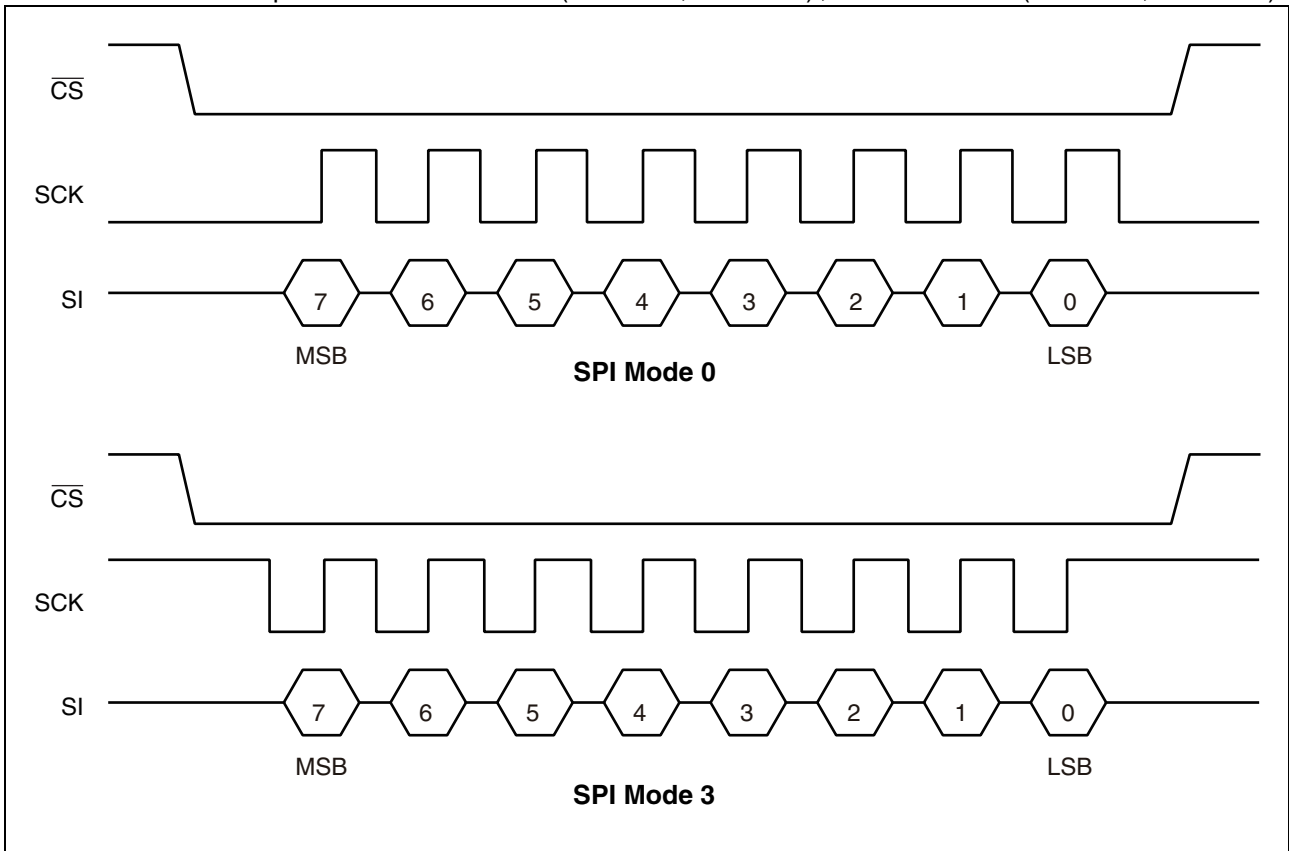 CS
SCK
SI
7 6 5 4 3 2 1 0
MSB LSB
SPI Mode 0
CS
SCK
SI
7 6 5 4 3 2 1 0
MSB LSB
SPI Mode 3